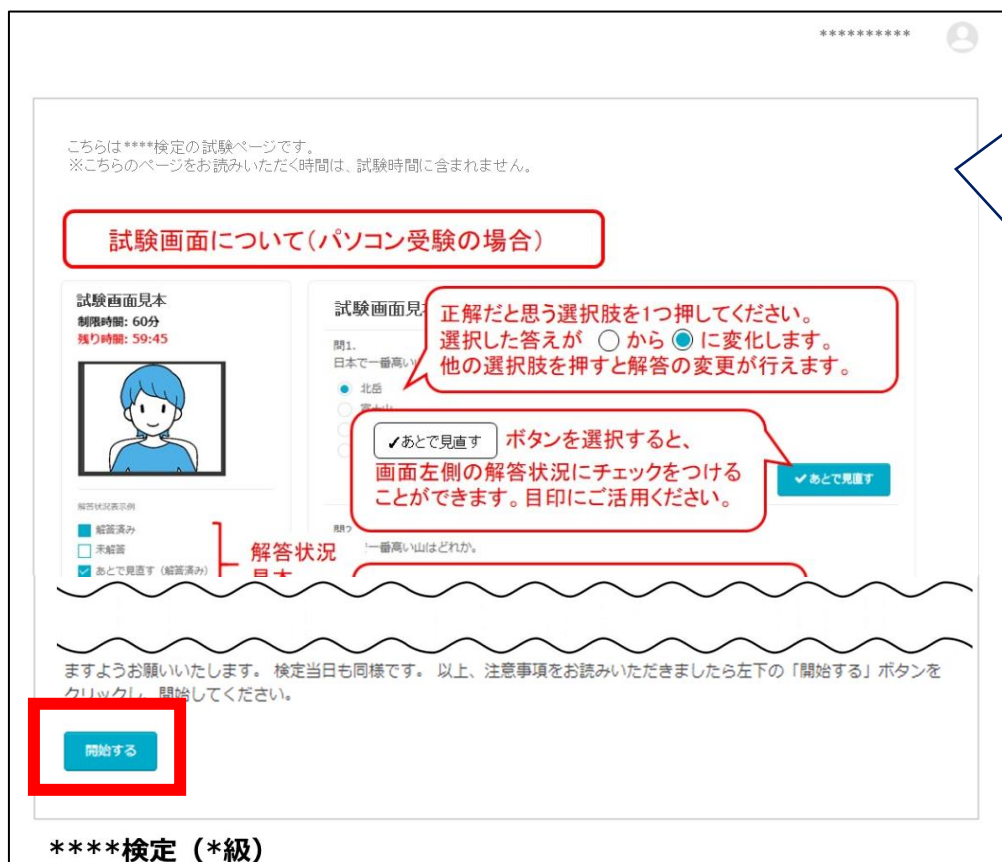 **********
こちらは****検定の試験ページです。
※こちらのページをお読みいただく時間は、試験時間に含まれません。
試験画面について(パソコン受験の場合)
試験画面見本
制限時間: 60分
残り時間: 59:45
解答状況表示例
解答済み
未解答
あとで見直す（解答済み）
解答状況
試験画面見
問1.
日本で一番高い
正解だと思う選択肢を1つ押してください。
選択した答えが ○ から ◉ に変化します。
他の選択肢を押すと解答の変更が行えます。
北岳
✓あとで見直す ボタンを選択すると、
画面左側の解答状況にチェックをつける
ことができます。目印にご活用ください。
✓あとで見直す
一番高い山はどれか。
ますようお願いいたします。 検定当日も同様です。 以上、注意事項をお読みいただきましたら左下の「開始する」ボタンを
クリックし、開始してください。
開始する
****検定（*級）